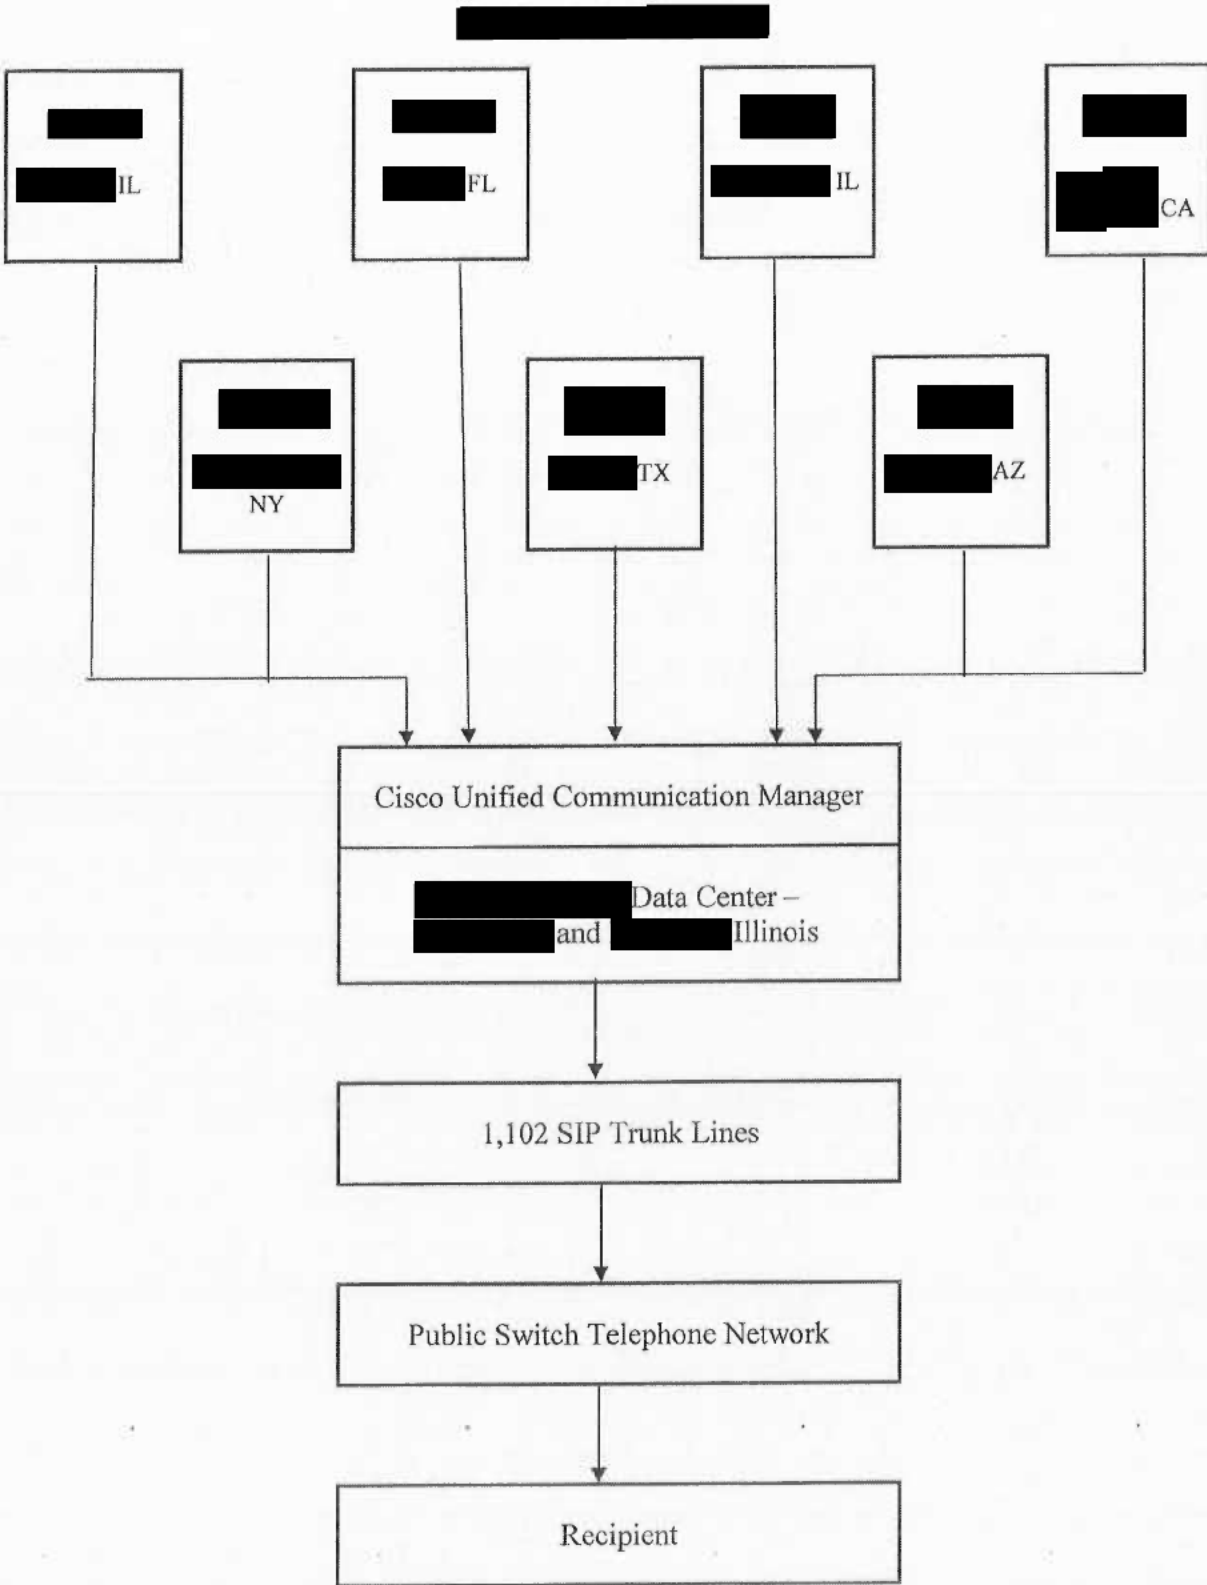 IL
FL
IL
CA
NY
TX
AZ
Cisco Unified Communication Manager
Data Center –
and Illinois
1,102 SIP Trunk Lines
Public Switch Telephone Network
Recipient